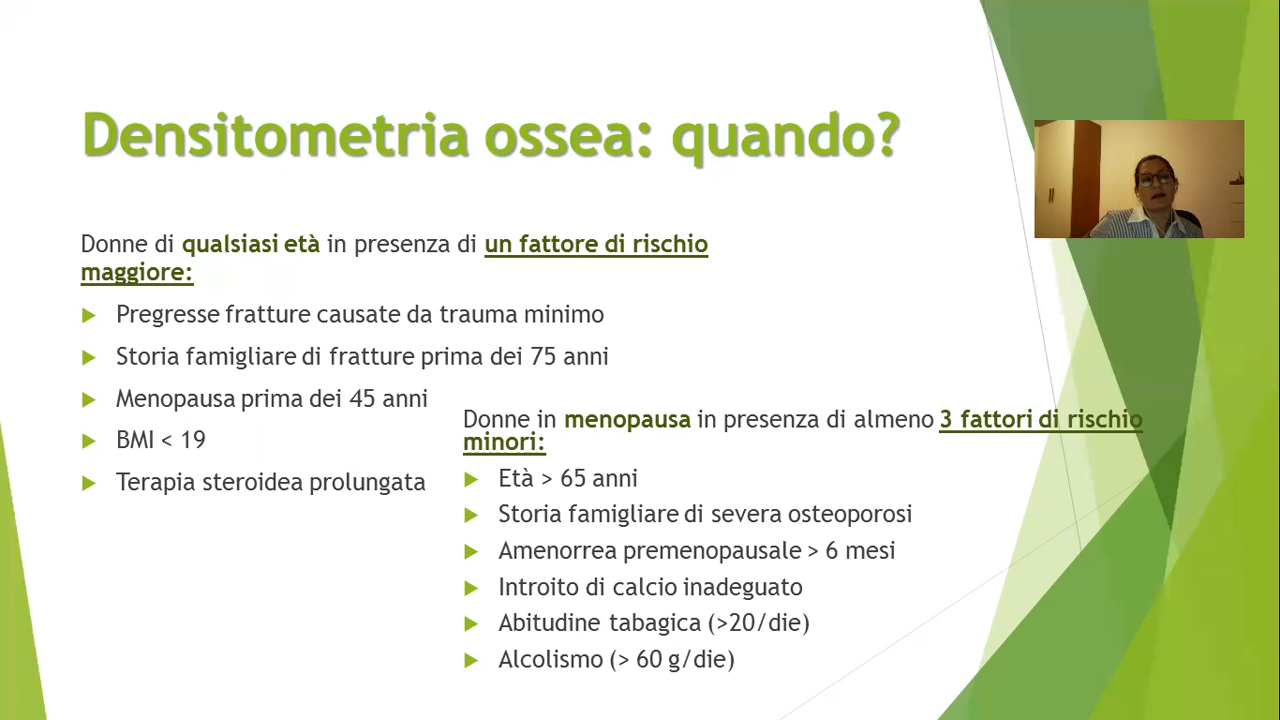 Densitometria ossea: quando?
Donne di qualsiasi età in presenza di un fattore di rischio
maggiore:
Pregresse fratture causate da trauma minimo
Storia famigliare di fratture prima dei 75 anni
Menopausa prima dei 45 anni
BMI < 19
Terapia steroidea prolungata
Donne in menopausa in presenza di almeno 3 fattori di rischio
minori:
Età > 65 anni
Storia famigliare di severa osteoporosi
Amenorrea premenopausale > 6 mesi
Introito di calcio inadeguato
Abitudine tabagica (>20/die)
Alcolismo (> 60 g/die)